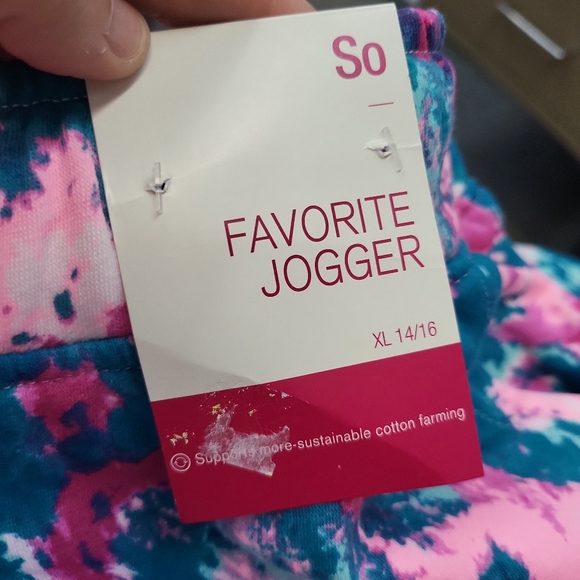 So
FAVORITE
JOGGER
XL 14/16
Supports more-sustainable cotton farming